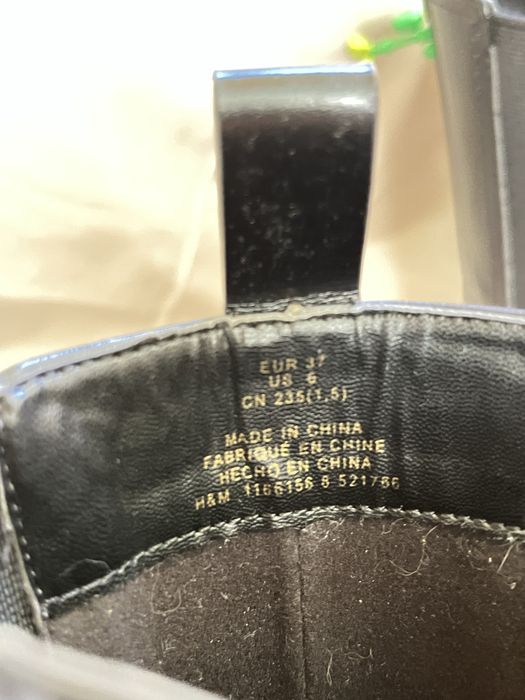 EUR 37
US 6
CN 235(1,5)
MADE IN CHINA
FABRIQUÉ EN CHINE
HECHO EN CHINA
H&M 1166156 8 521766